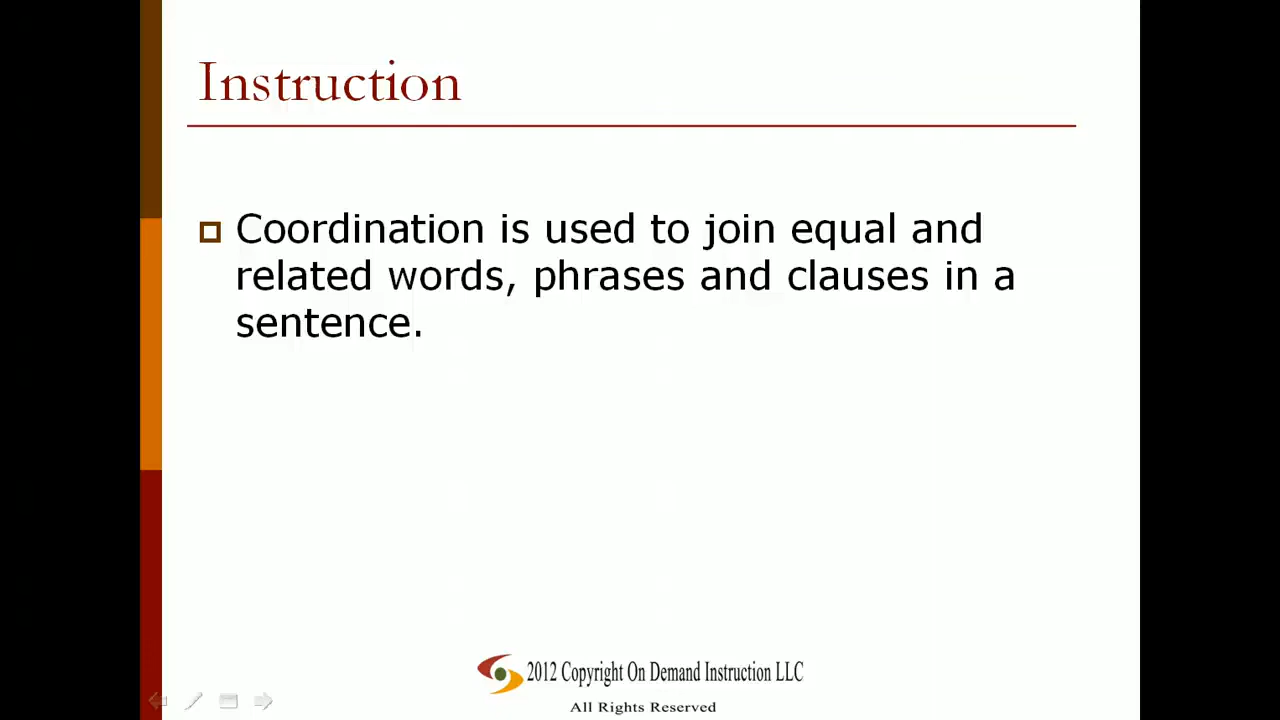 Instruction
Coordination is used to join equal and
related words, phrases and clauses in a
sentence.
2012 Copyright On Demand Instruction LLC
All Rights Reserved